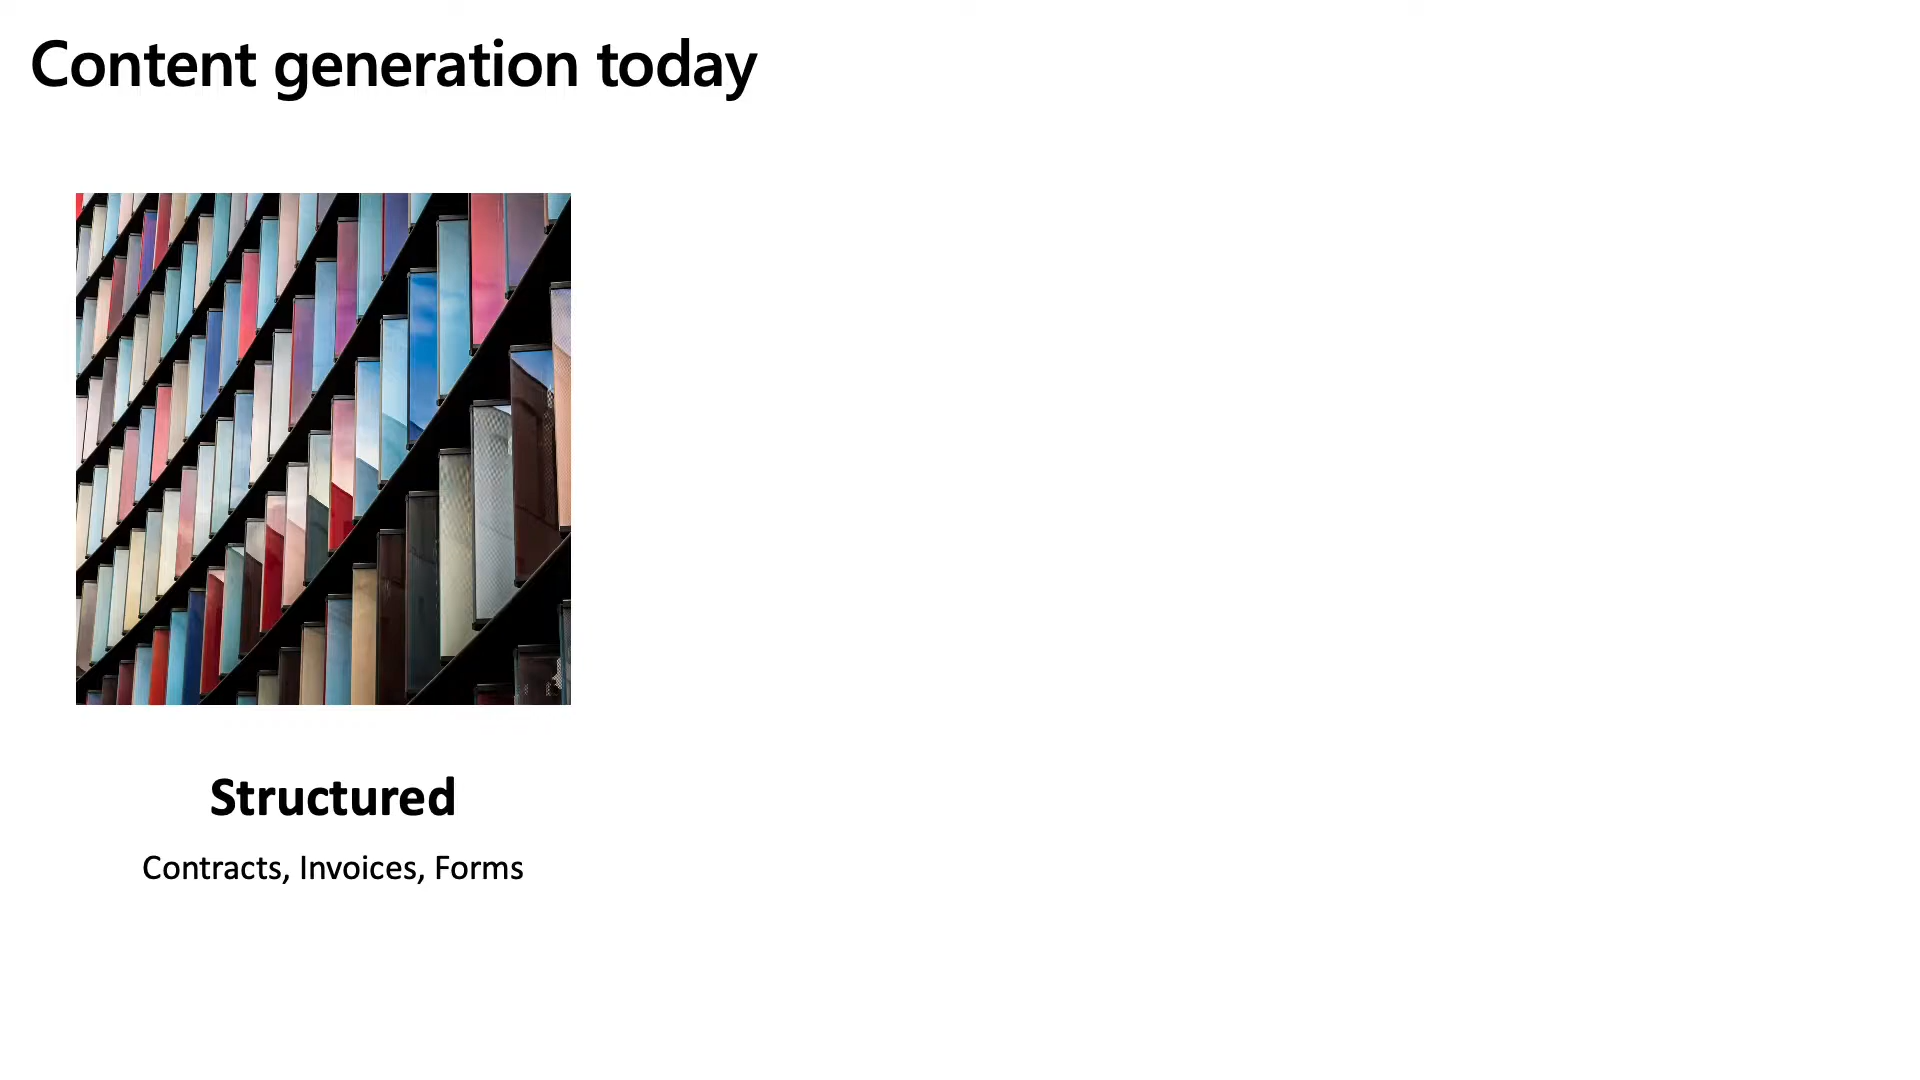 Content generation today
Structured
Contracts, Invoices, Forms